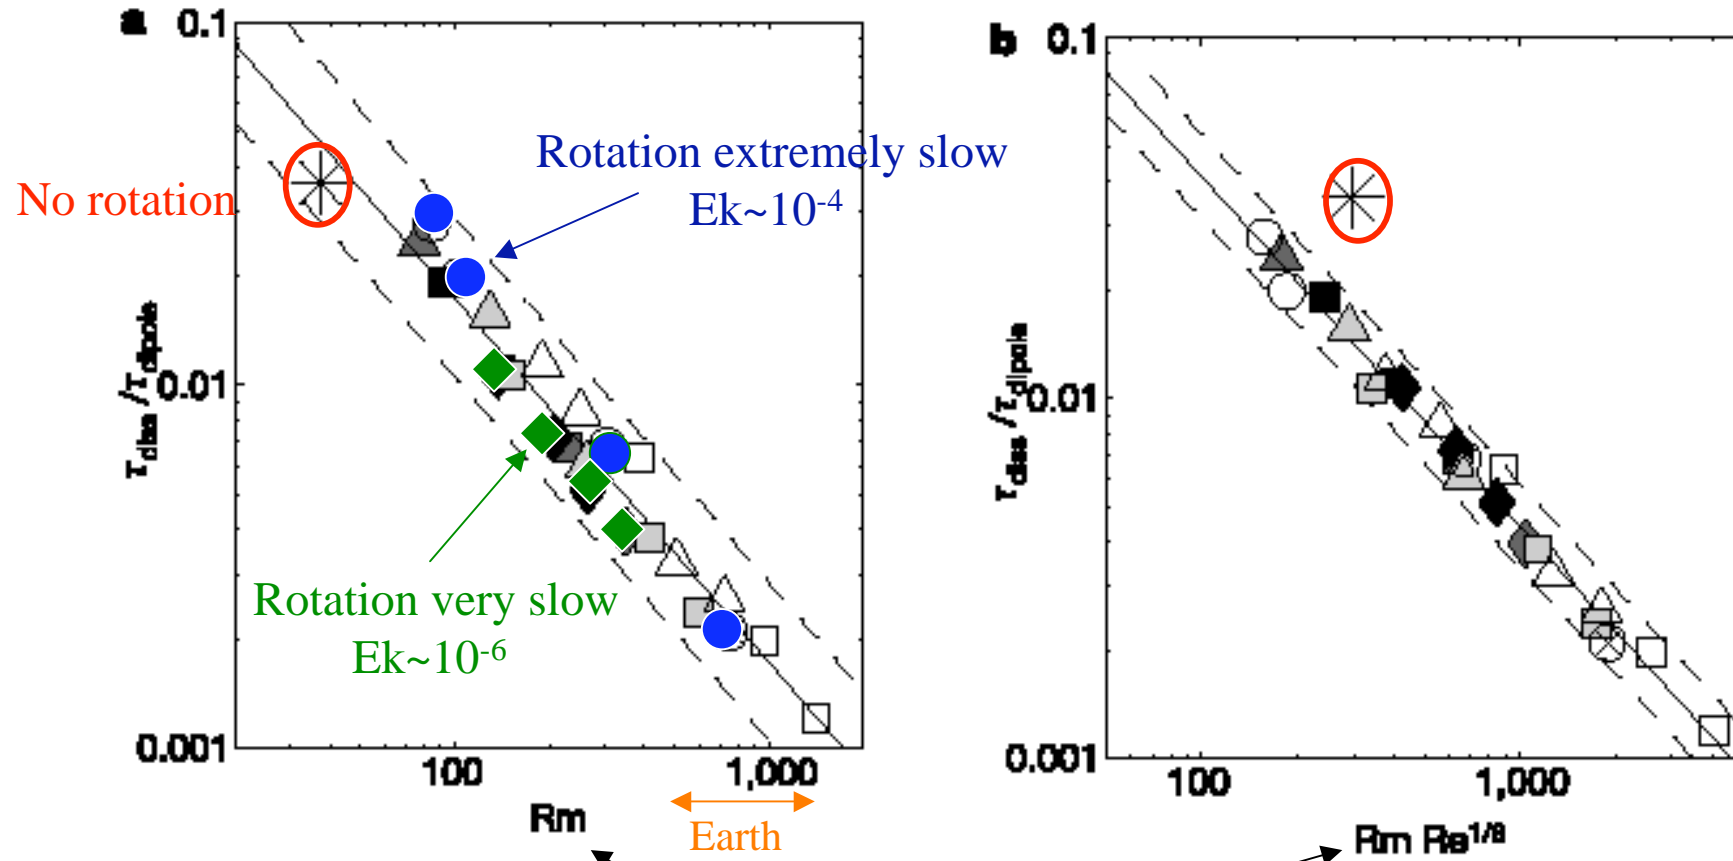 a
0.1
0.01
0.001
τdiss /τdipole
100
1,000
Rm
No rotation
Rotation extremely slow
Ek~10-4
Rotation very slow
Ek~10-6
Earth
b
0.1
0.01
0.001
τdiss /τdipole
100
1,000
Rm Re1/6